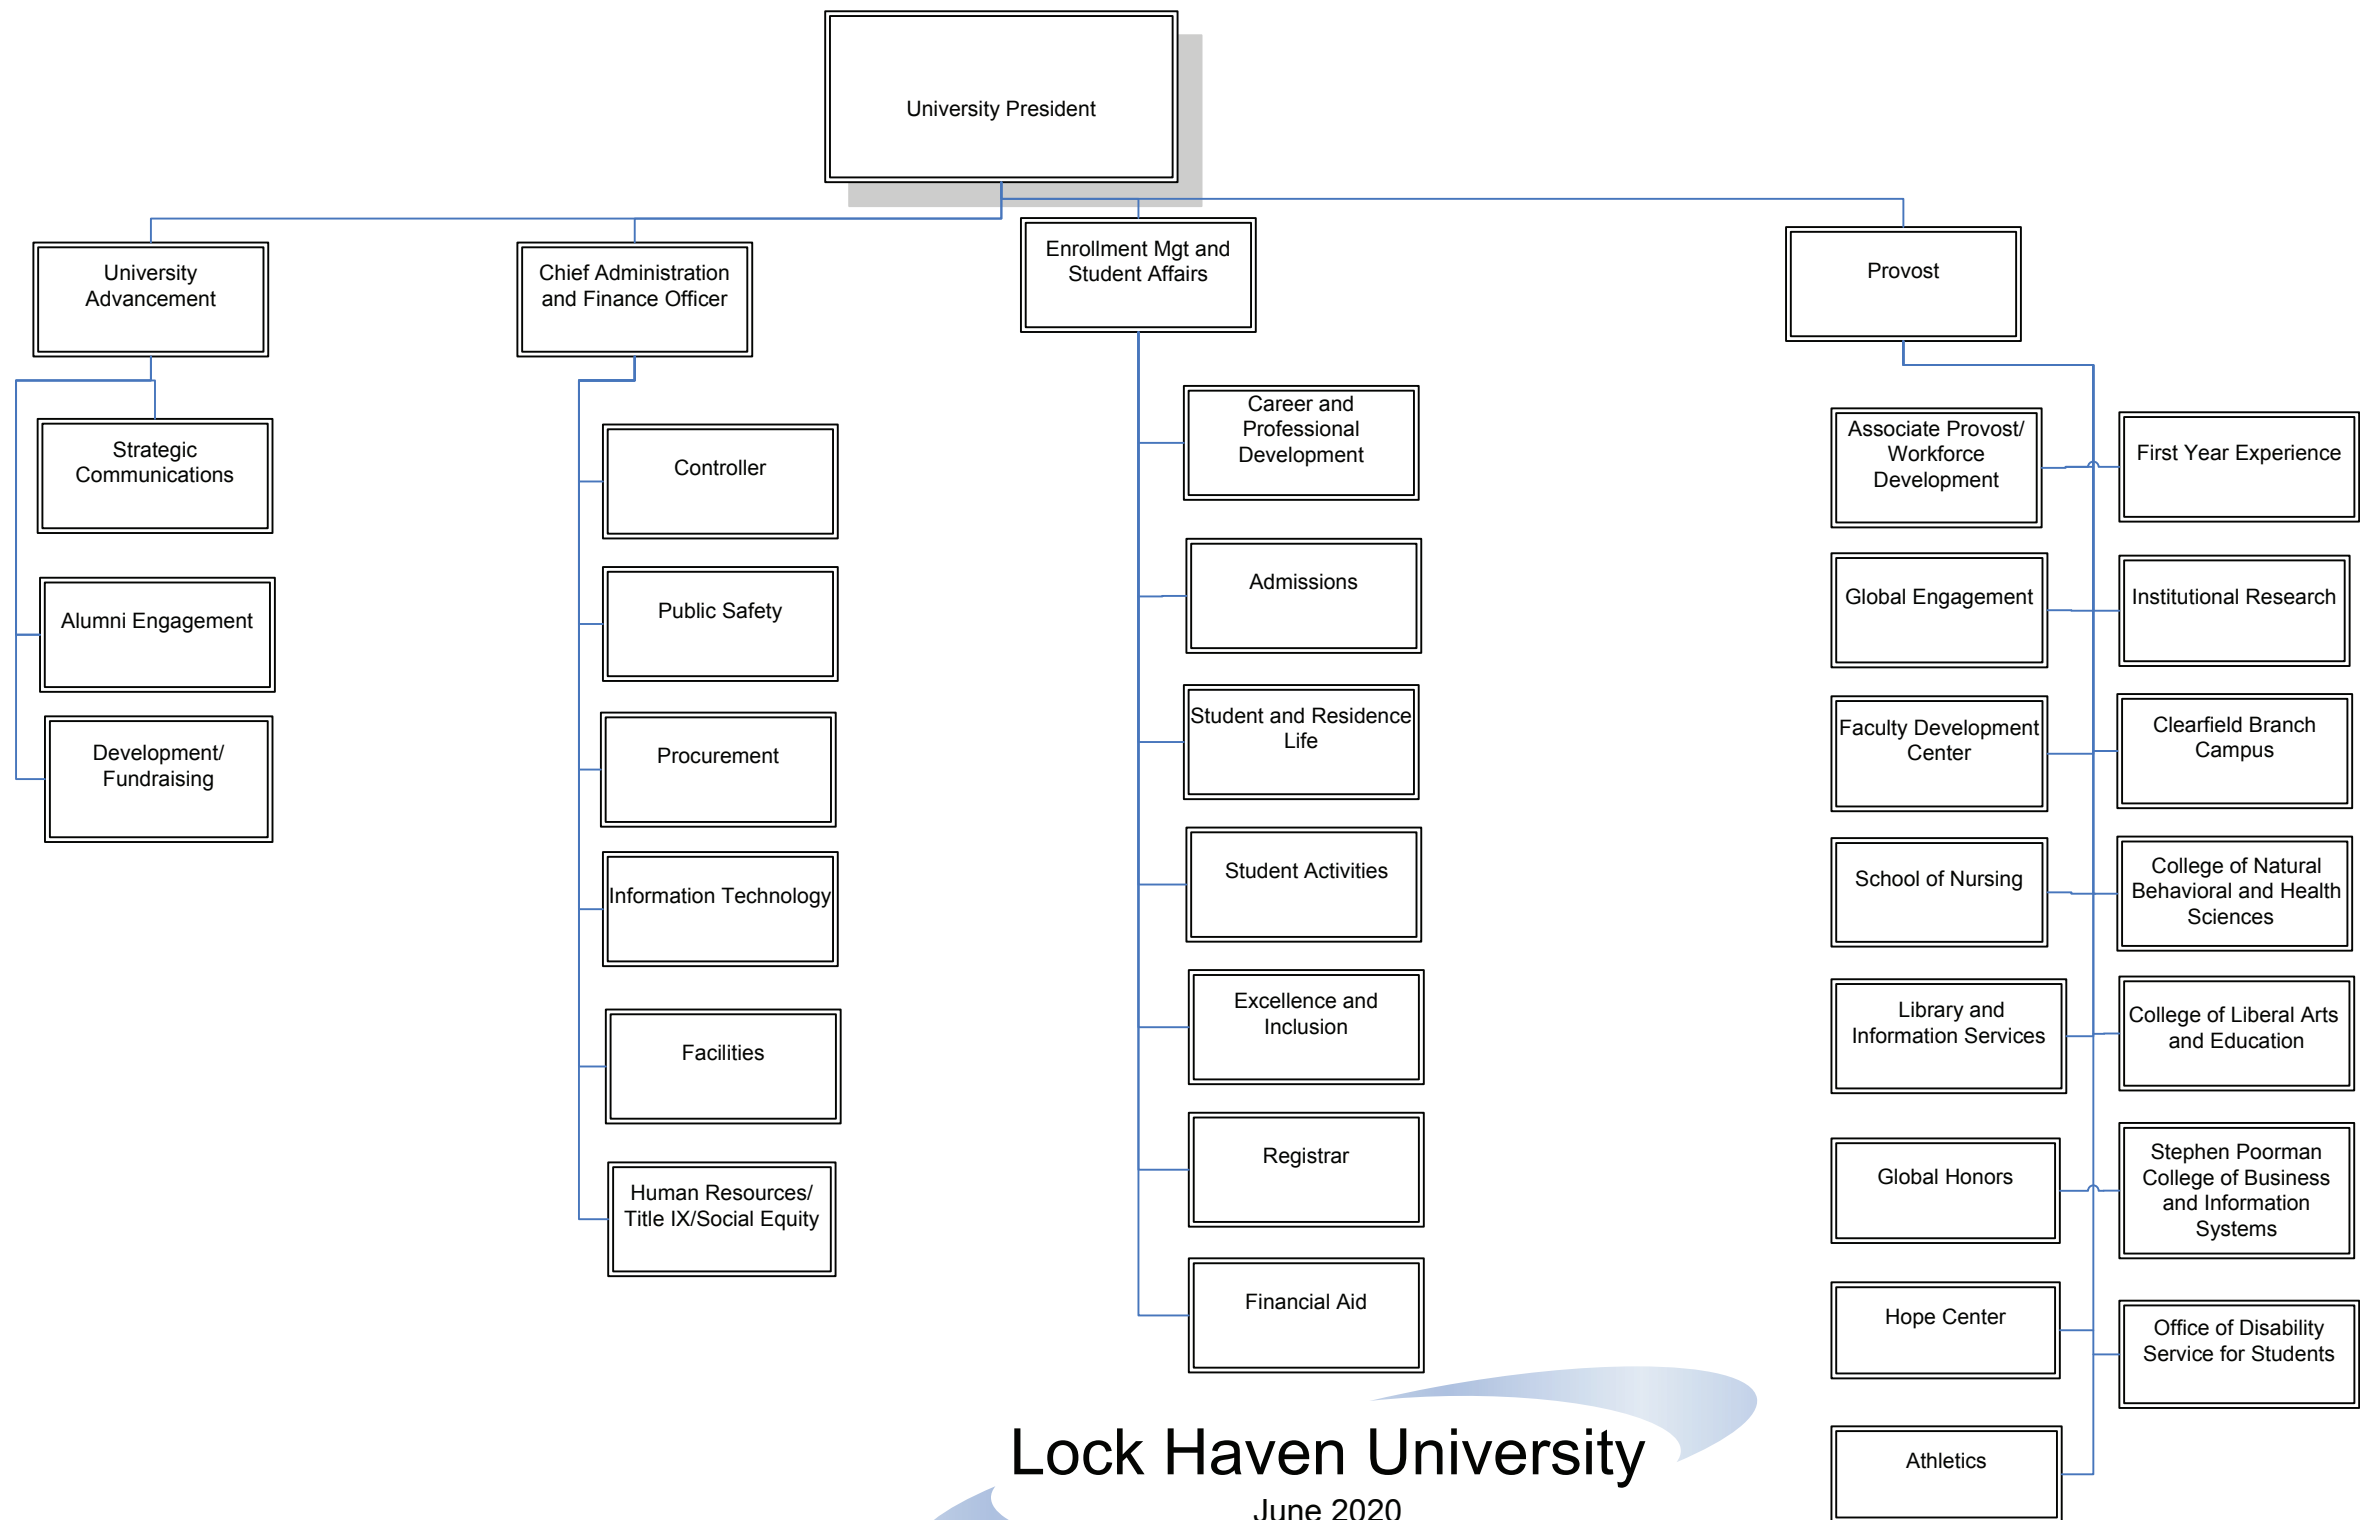 University President
University
Advancement
Chief Administration
and Finance Officer
Enrollment Mgt and
Student Affairs
Provost
Strategic
Communications
Alumni Engagement
Development/
Fundraising
Controller
Public Safety
Procurement
Information Technology
Facilities
Human Resources/
Title IX/Social Equity
Career and
Professional
Development
Admissions
Student and Residence
Life
Student Activities
Excellence and
Inclusion
Registrar
Financial Aid
Associate Provost/
Workforce
Development
Global Engagement
Faculty Development
Center
School of Nursing
Library and
Information Services
Global Honors
Hope Center
Athletics
First Year Experience
Institutional Research
Clearfield Branch
Campus
College of Natural
Behavioral and Health
Sciences
College of Liberal Arts
and Education
Stephen Poorman
College of Business
and Information
Systems
Office of Disability
Service for Students
Lock Haven University
June 2020